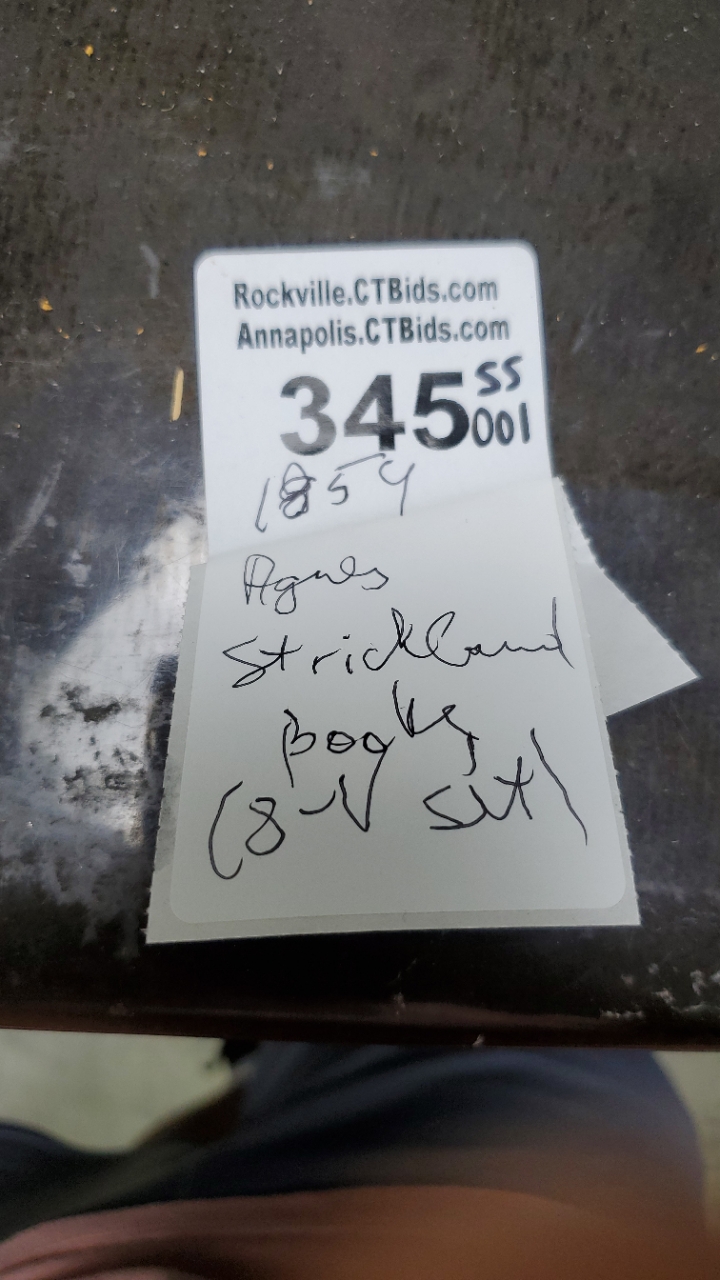 Rockville.CTBids.com
Annapolis.CTBids.com
345 SS 001
1854
Agnes
Strickland
Books
(8-V set)